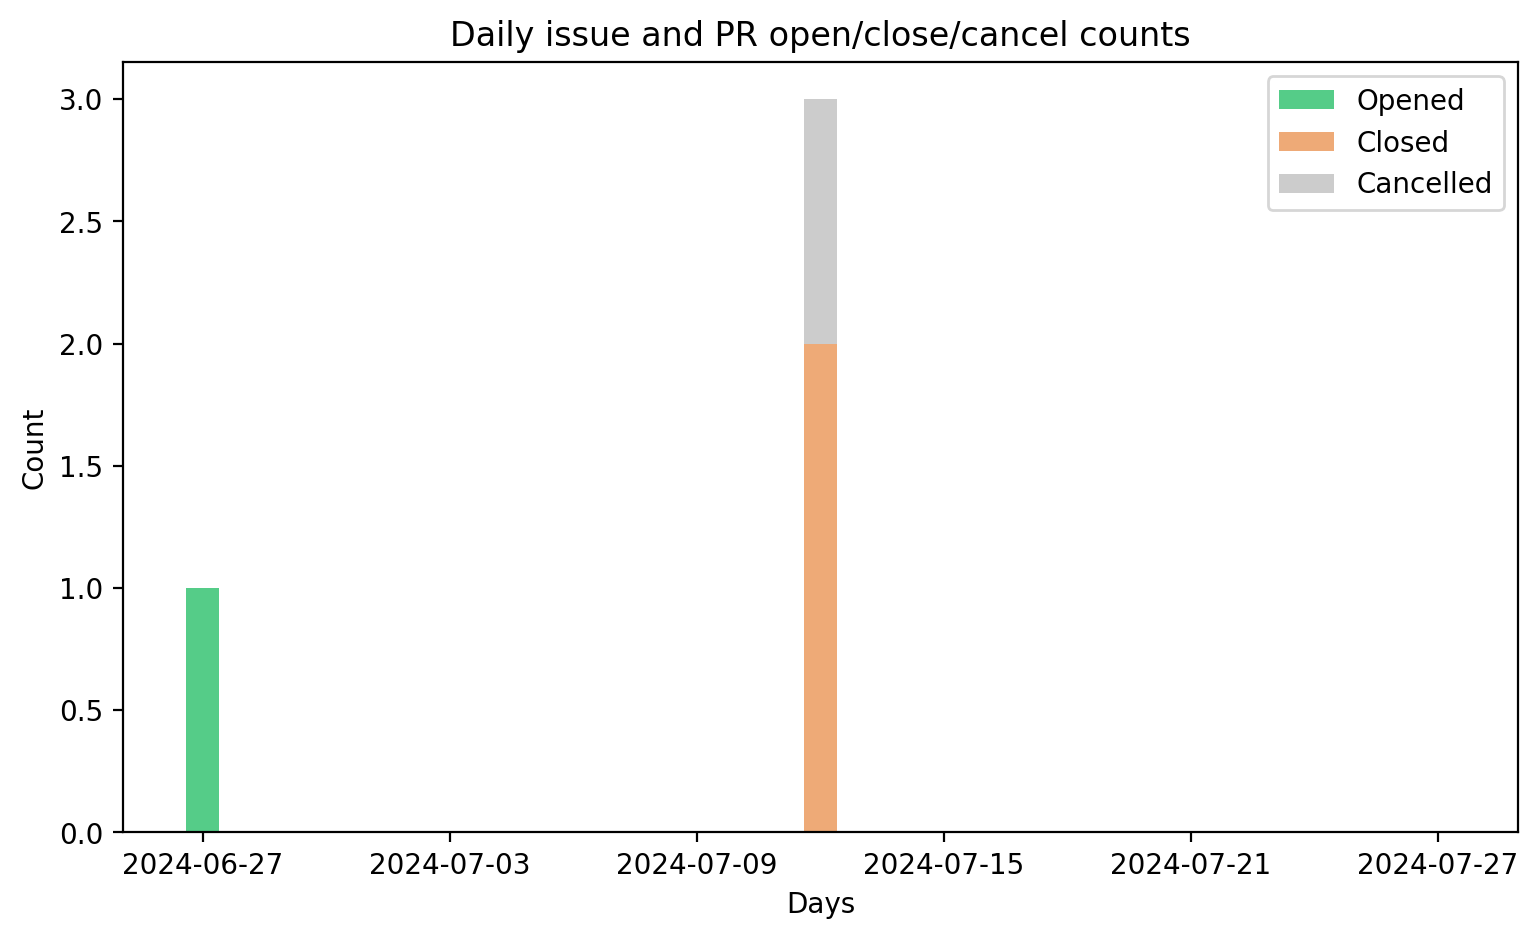 Daily issue and PR open/close/cancel counts
3.0
2.5
2.0
1.5
1.0
0.5
0.0
Count
Opened
Closed
Cancelled
2024-06-27 2024-07-03 2024-07-09 2024-07-15 2024-07-21 2024-07-27
Days